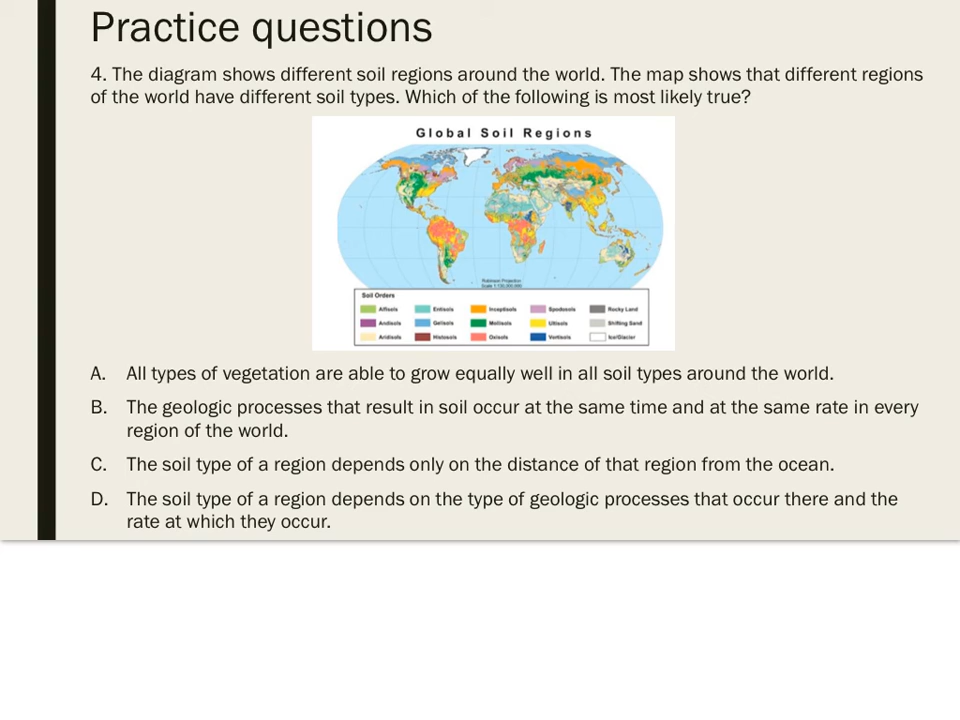 Practice questions
4. The diagram shows different soil regions around the world. The map shows that different regions
of the world have different soil types. Which of the following is most likely true?
Global Soil Regions
Robinson Projection
Scale 1:130,000,000
Soil Orders
Alfisols Entisols Inceptisols Spodosols Rocky Land
Andisols Gelisols Mollisols Ultisols Shifting Sand
Aridisols Histosols Oxisols Vertisols Ice/Glacier
A. All types of vegetation are able to grow equally well in all soil types around the world.
B. The geologic processes that result in soil occur at the same time and at the same rate in every
region of the world.
C. The soil type of a region depends only on the distance of that region from the ocean.
D. The soil type of a region depends on the type of geologic processes that occur there and the
rate at which they occur.